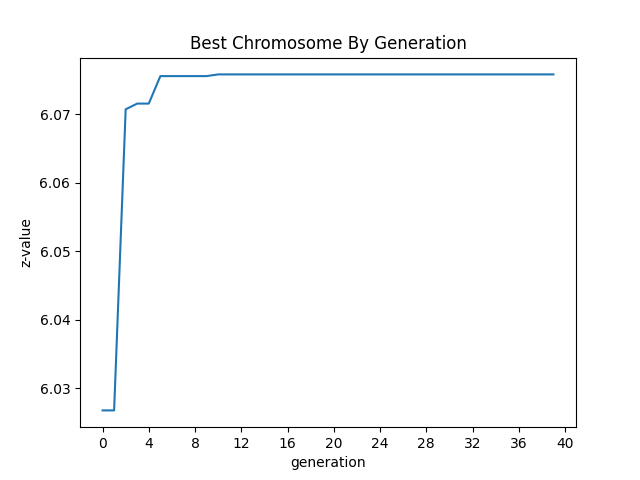 Best Chromosome By Generation
6.07
6.06
6.05
6.04
6.03
z-value
0 4 8 12 16 20 24 28 32 36 40
generation